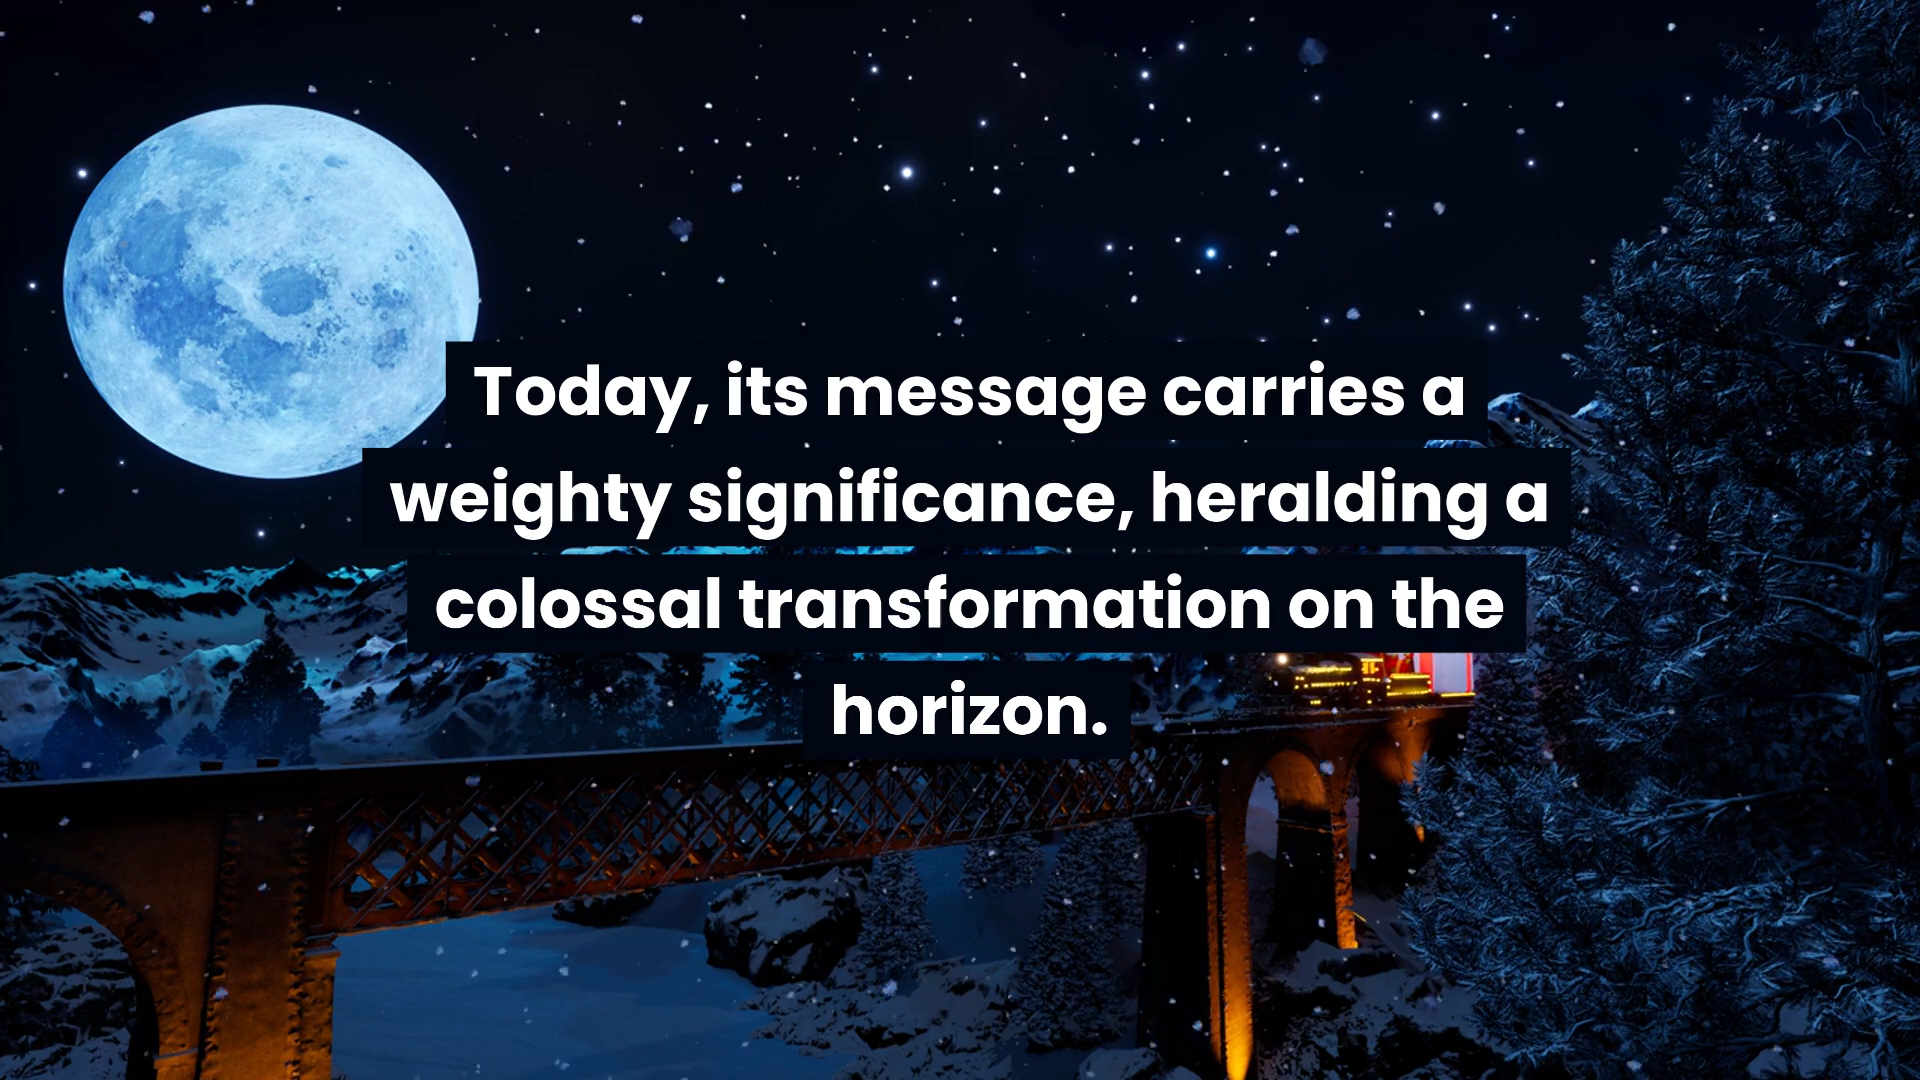 Today, its message carries a
weighty significance, heralding a
colossal transformation on the
horizon.